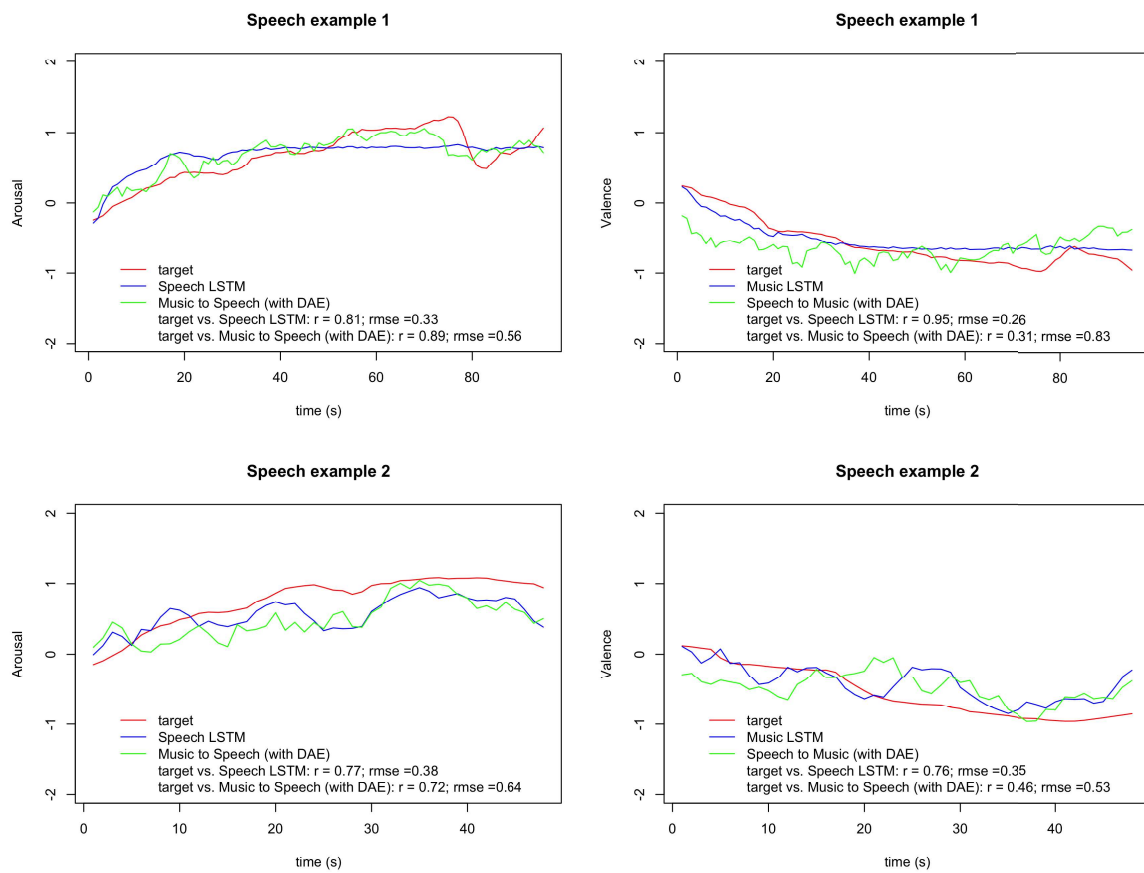 Speech example 1
Arousal
2
1
0
-1
-2
target
Speech LSTM
Music to Speech (with DAE)
target vs. Speech LSTM: r = 0.81; rmse =0.33
target vs. Music to Speech (with DAE): r = 0.89; rmse =0.56
0 20 40 60 80
time (s)
Speech example 1
Valence
2
1
0
-1
-2
target
Music LSTM
Speech to Music (with DAE)
target vs. Speech LSTM: r = 0.95; rmse =0.26
target vs. Music to Speech (with DAE): r = 0.31; rmse =0.83
0 20 40 60 80
time (s)
Speech example 2
Arousal
2
1
0
-1
-2
target
Speech LSTM
Music to Speech (with DAE)
target vs. Speech LSTM: r = 0.77; rmse =0.38
target vs. Music to Speech (with DAE): r = 0.72; rmse =0.64
0 10 20 30 40
time (s)
Speech example 2
Valence
2
1
0
-1
-2
target
Music LSTM
Speech to Music (with DAE)
target vs. Speech LSTM: r = 0.76; rmse =0.35
target vs. Music to Speech (with DAE): r = 0.46; rmse =0.53
0 10 20 30 40
time (s)